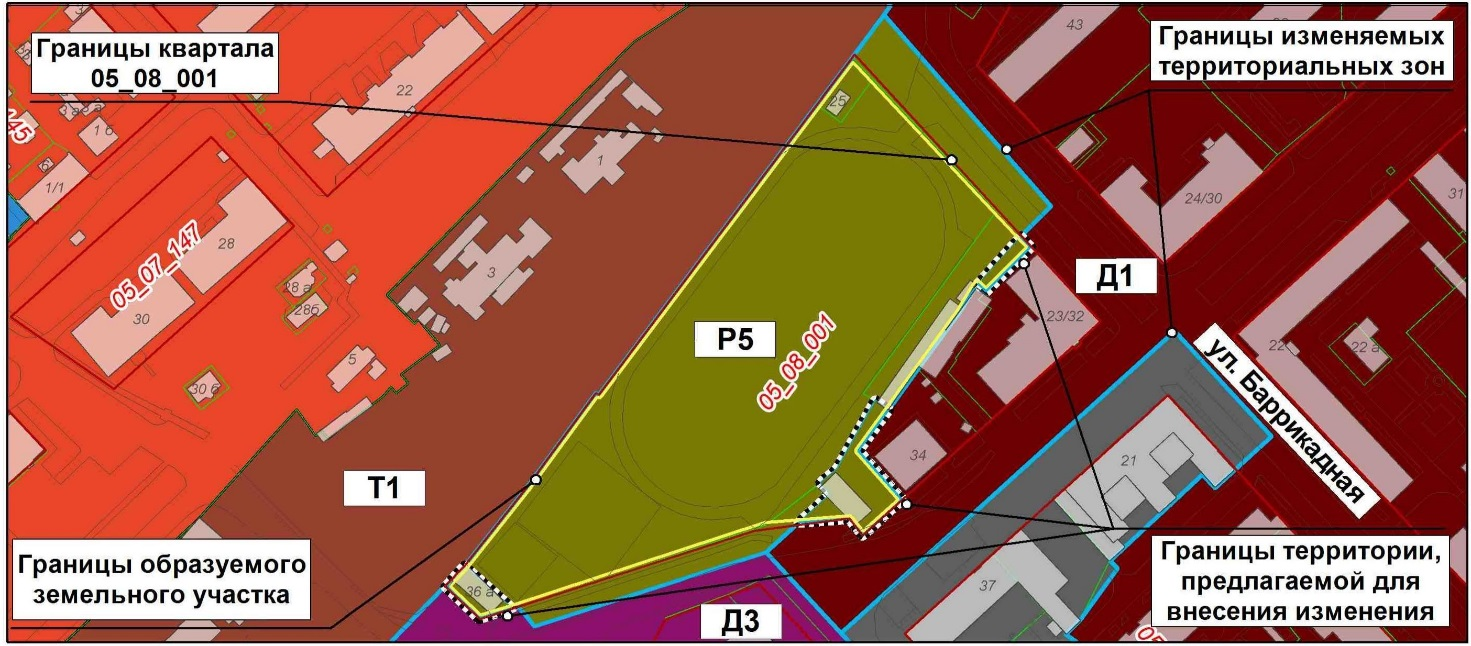 Границы квартала
05_08_001
Границы изменяемых
территориальных зон
43
22
25
1 б
1/1
1
24/30
31
05_07_147
28
3
Д1
28 а
28б
30
5
Р5
05_08_001
23/32
ул. Баррикадная
22
22 а
30 б
34
21
Т1
Границы образуемого
земельного участка
36 а
37
Д3
Границы территории,
предлагаемой для
внесения изменения